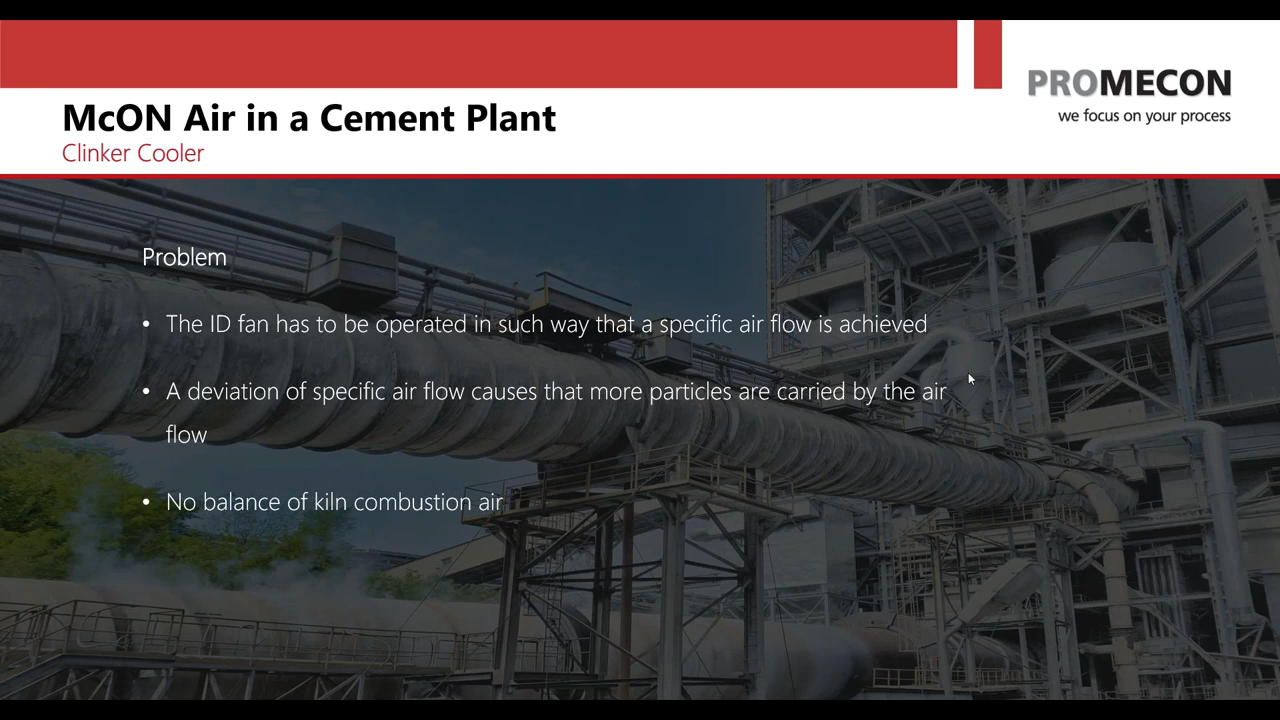 PROMECON
we focus on your process
McON Air in a Cement Plant
Clinker Cooler
Problem
• The ID fan has to be operated in such way that a specific air flow is achieved
• A deviation of specific air flow causes that more particles are carried by the air
flow
• No balance of kiln combustion air